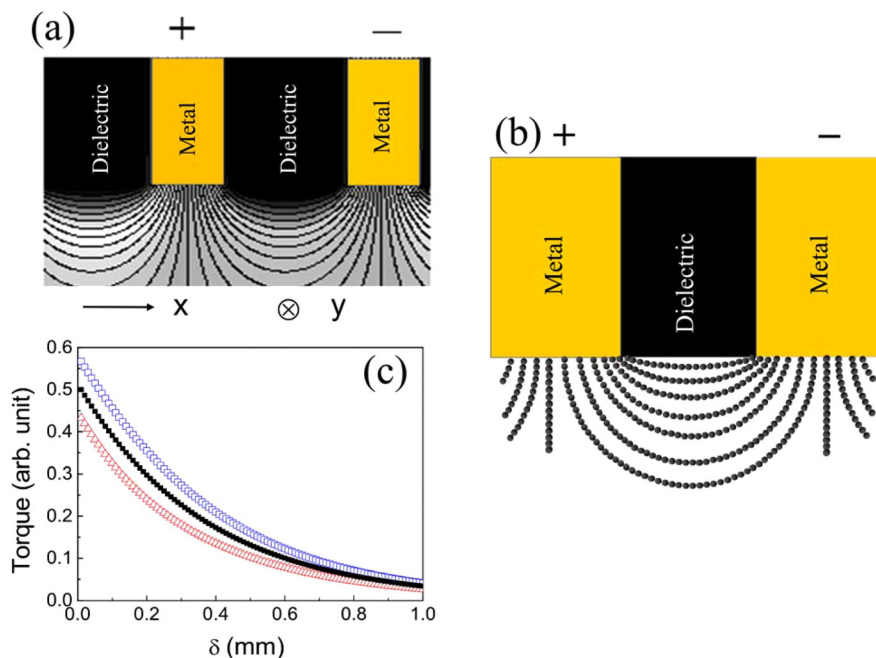 (a)
+
—
Dielectric
Metal
Dielectric
Metal
x
⊗ y
(b)
+
–
Metal
Dielectric
Metal
(c)
Torque (arb. unit)
0.6
0.5
0.4
0.3
0.2
0.1
0.0
0.0 0.2 0.4 0.6 0.8 1.0
δ (mm)